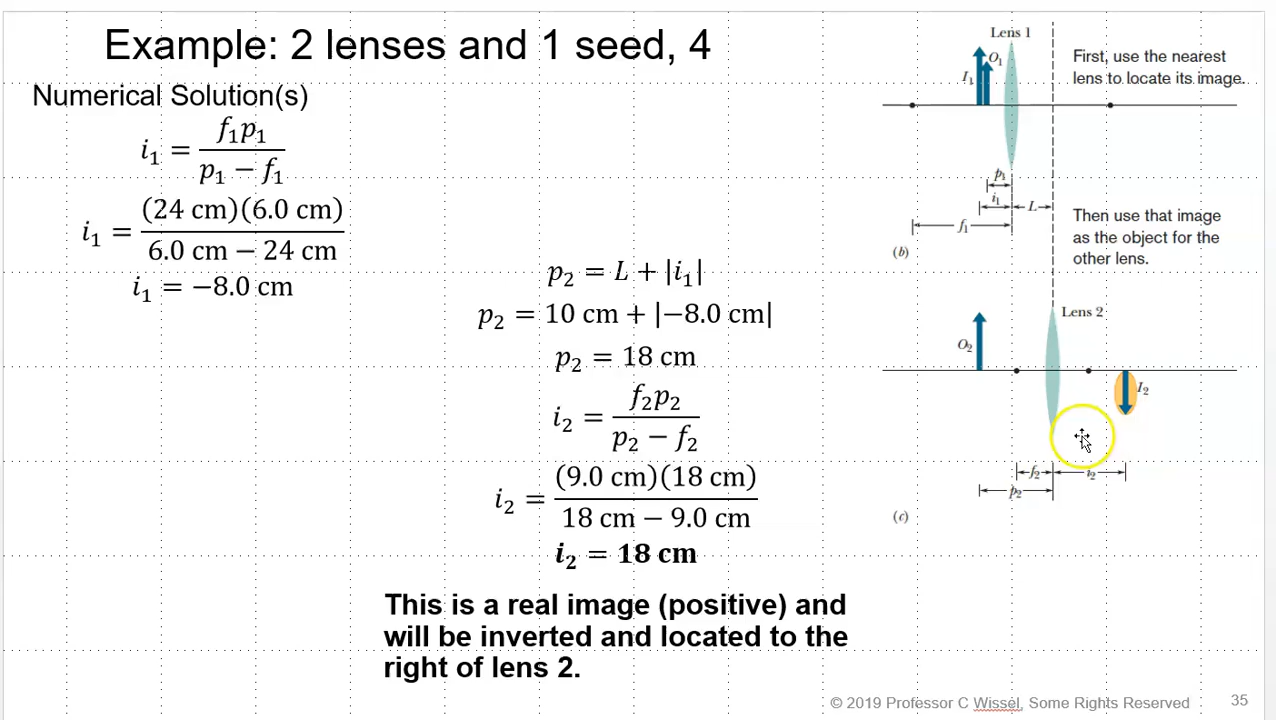 Example: 2 lenses and 1 seed, 4
Numerical Solution(s)
i₁ = f₁p₁ / (p₁ − f₁)
i₁ = (24 cm)(6.0 cm) / (6.0 cm − 24 cm)
i₁ = −8.0 cm
p₂ = L + |i₁|
p₂ = 10 cm + |−8.0 cm|
p₂ = 18 cm
i₂ = f₂p₂ / (p₂ − f₂)
i₂ = (9.0 cm)(18 cm) / (18 cm − 9.0 cm)
i₂ = 18 cm
This is a real image (positive) and
will be inverted and located to the
right of lens 2.
Lens 1
O₁
I₁
First, use the nearest
lens to locate its image.
p₁
i₁
L
f₁
(b)
Then use that image
as the object for the
other lens.
Lens 2
O₂
I₂
f₂
i₂
p₂
(c)
© 2019 Professor C Wissel, Some Rights Reserved
35